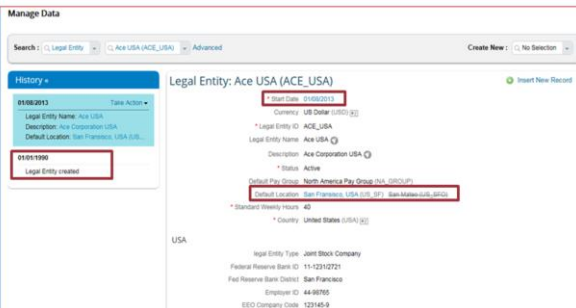 Manage Data
Search : Legal Entity Ace USA (ACE_USA) Advanced
Create New : No Selection
History «
01/08/2013 Take Action
Legal Entity Name: Ace USA
Description: Ace Corporation USA
Default Location: San Francisco, USA (US...
01/01/1990
Legal Entity created
Legal Entity: Ace USA (ACE_USA)
Insert New Record
* Start Date 01/08/2013
Currency US Dollar (USD)
* Legal Entity ID ACE_USA
Legal Entity Name Ace USA
Description Ace Corporation USA
* Status Active
Default Pay Group North America Pay Group (NA_GROUP)
Default Location San Francisco, USA (US_SF) San Mateo (US_SFO)
* Standard Weekly Hours 40
* Country United States (USA)
USA
legal Entity Type Joint Stock Company
Federal Reserve Bank ID 11-1231/2721
Fed Reserve Bank District San Francisco
Employer ID 44-98765
EEO Company Code 123145-9